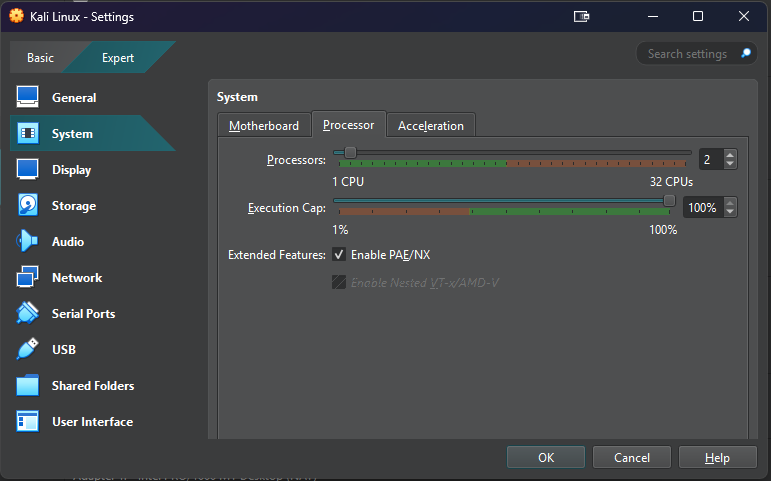 Kali Linux - Settings
Basic
Expert
Search settings
General
System
Display
Storage
Audio
Network
Serial Ports
USB
Shared Folders
User Interface
System
Motherboard
Processor
Acceleration
Processors:
2
1 CPU
32 CPUs
Execution Cap:
100%
1%
100%
Extended Features:
Enable PAE/NX
Enable Nested VT-x/AMD-V
OK
Cancel
Help